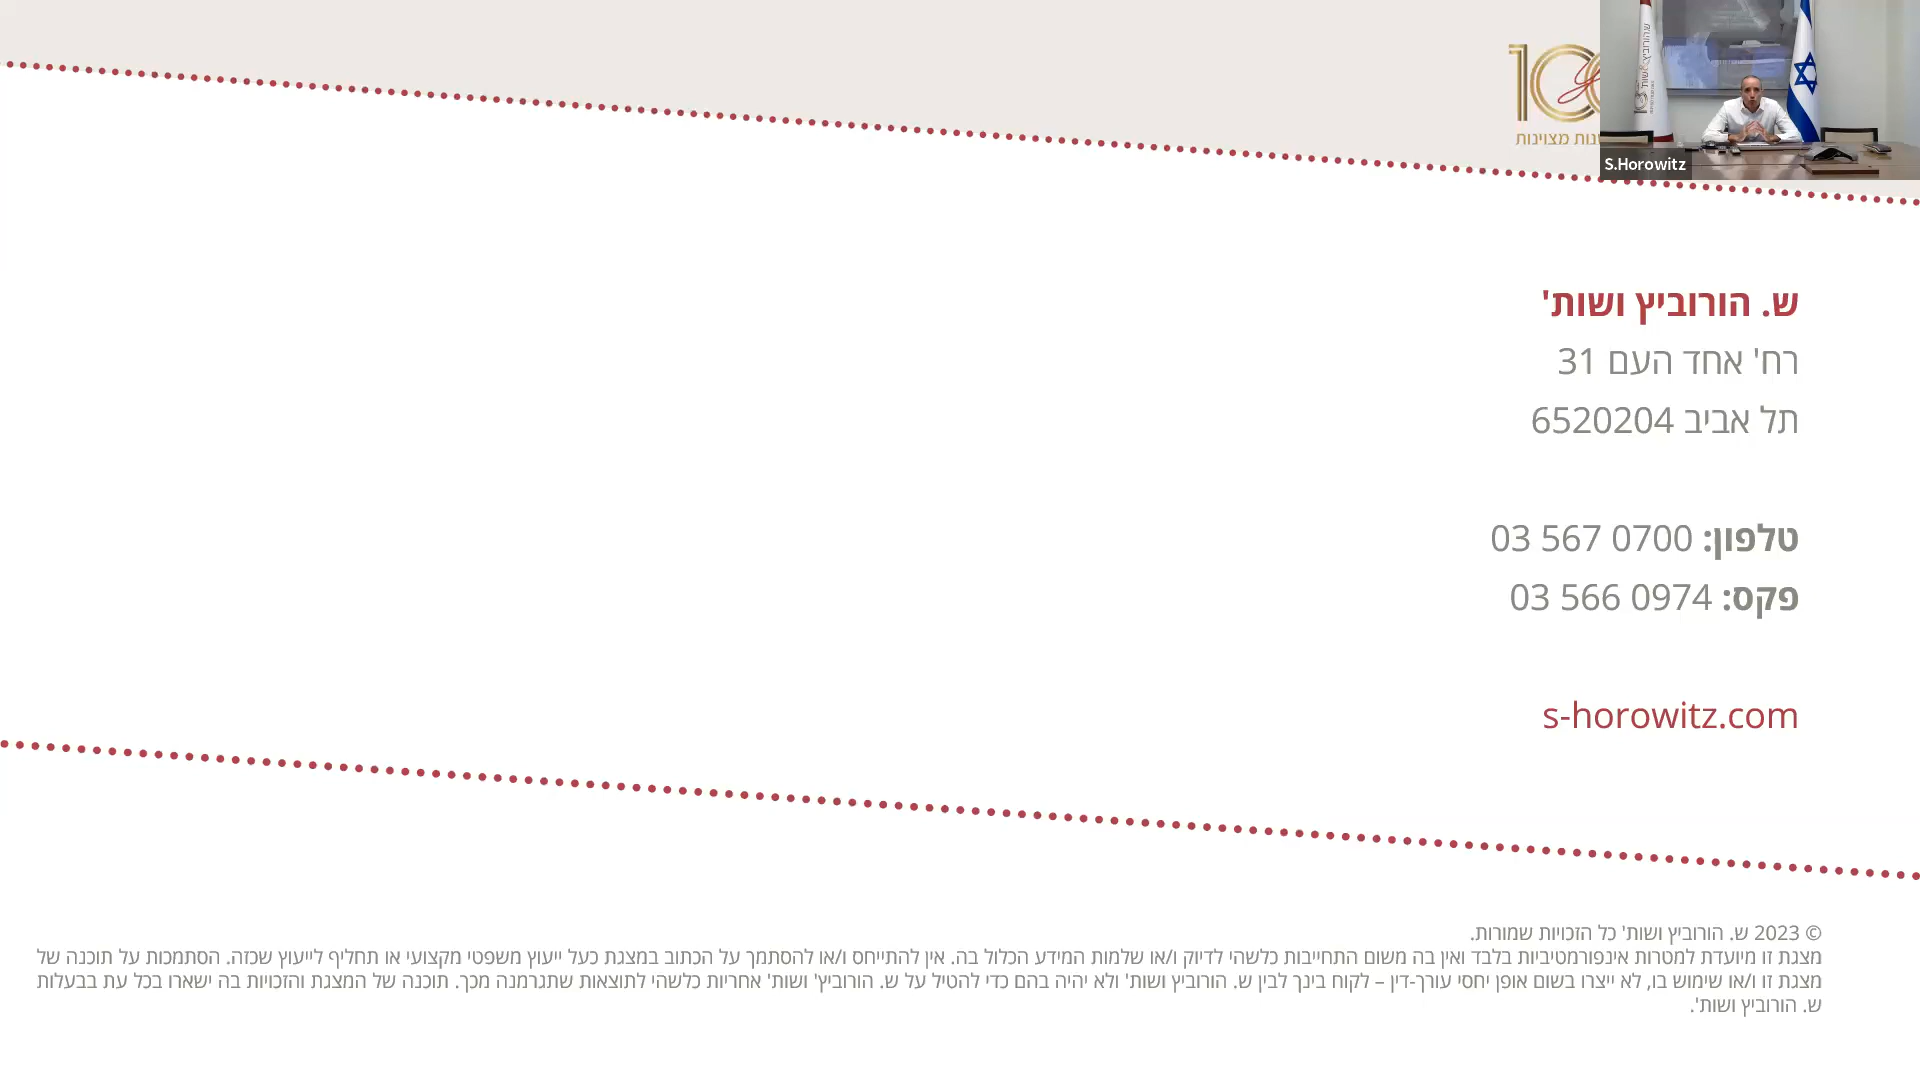 100
S.Horowitz
ש. הורוביץ ושות'
רח' אחד העם 31
תל אביב 6520204
טלפון: 03 567 0700
פקס: 03 566 0974
s-horowitz.com
© 2023 ש. הורוביץ ושות' כל הזכויות שמורות.
מצגת זו מיועדת למטרות אינפורמטיביות בלבד ואין בה משום התחייבות כלשהי לדיוק ו/או שלמות המידע הכלול בה. אין להתייחס ו/או להסתמך על הכתוב במצגת כעל ייעוץ משפטי מקצועי או תחליף לייעוץ שכזה. הסתמכות על תוכנה של
מצגת זו ו/או שימוש בו, לא ייצרו בשום אופן יחסי עורך-דין – לקוח בינך לבין ש. הורוביץ ושות' ולא יהיה בהם כדי להטיל על ש. הורוביץ' ושות' אחריות כלשהי לתוצאות שתגרמנה מכך. תוכנה של המצגת והזכויות בה ישארו בכל עת בבעלות
ש. הורוביץ ושות'.